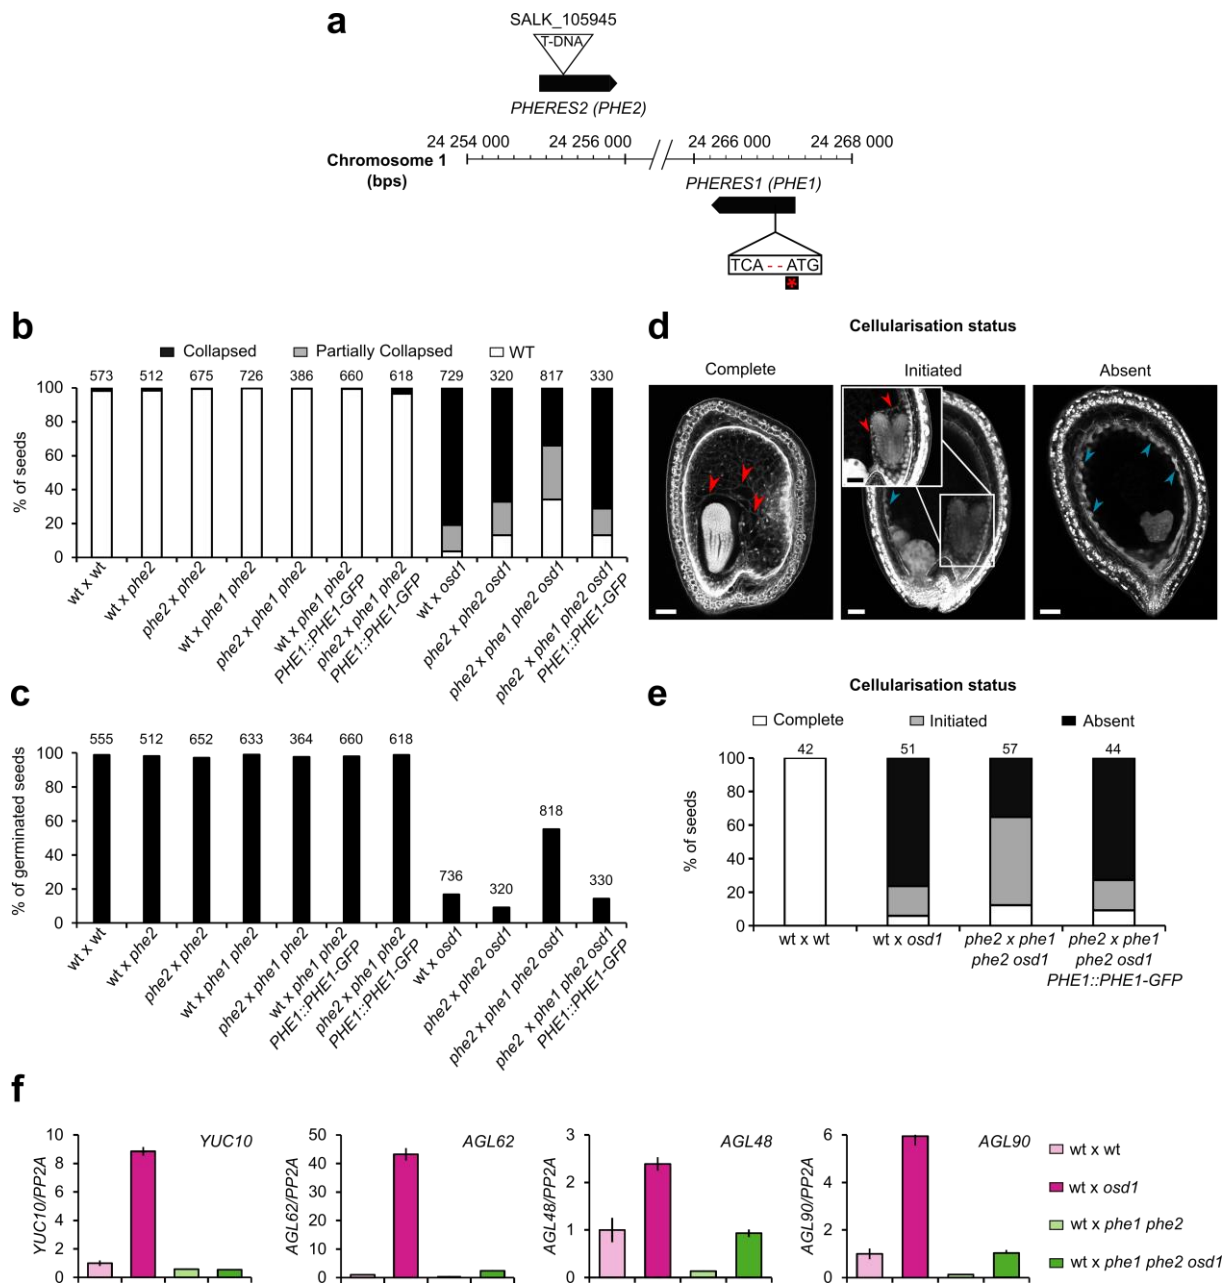 a
SALK_105945
T-DNA
PHERES2 (PHE2)
24 254 000 24 256 000 24 266 000 24 268 000
Chromosome 1
(bps)
PHERES1 (PHE1)
TCA - - ATG
*
b
Collapsed Partially Collapsed WT
573 512 675 726 386 660 618 729 320 817 330
100
80
60
40
20
0
% of seeds
wt x wt
wt x phe2
phe2 x phe2
wt x phe1 phe2
phe2 x phe1 phe2
wt x phe1 phe2
PHE1::PHE1-GFP
phe2 x phe1 phe2
PHE1::PHE1-GFP
wt x osd1
phe2 x phe2 osd1
phe2 x phe1 phe2 osd1
phe2 x phe1 phe2 osd1
PHE1::PHE1-GFP
c
555 512 652 633 364 660 618 736 320 818 330
100
80
60
40
20
0
% of germinated seeds
wt x wt
wt x phe2
phe2 x phe2
wt x phe1 phe2
phe2 x phe1 phe2
wt x phe1 phe2
PHE1::PHE1-GFP
phe2 x phe1 phe2
PHE1::PHE1-GFP
wt x osd1
phe2 x phe2 osd1
phe2 x phe1 phe2 osd1
phe2 x phe1 phe2 osd1
PHE1::PHE1-GFP
d
Cellularisation status
Complete Initiated Absent
e
Cellularisation status
Complete Initiated Absent
42 51 57 44
100
80
60
40
20
0
% of seeds
wt x wt
wt x osd1
phe2 x phe1
phe2 osd1
phe2 x phe1
phe2 osd1
PHE1::PHE1-GFP
f
YUC10
10
8
6
4
2
0
YUC10/PP2A
AGL62
50
40
30
20
10
0
AGL62/PP2A
AGL48
3
2
1
0
AGL48/PP2A
AGL90
6
4
2
0
AGL90/PP2A
wt x wt
wt x osd1
wt x phe1 phe2
wt x phe1 phe2 osd1